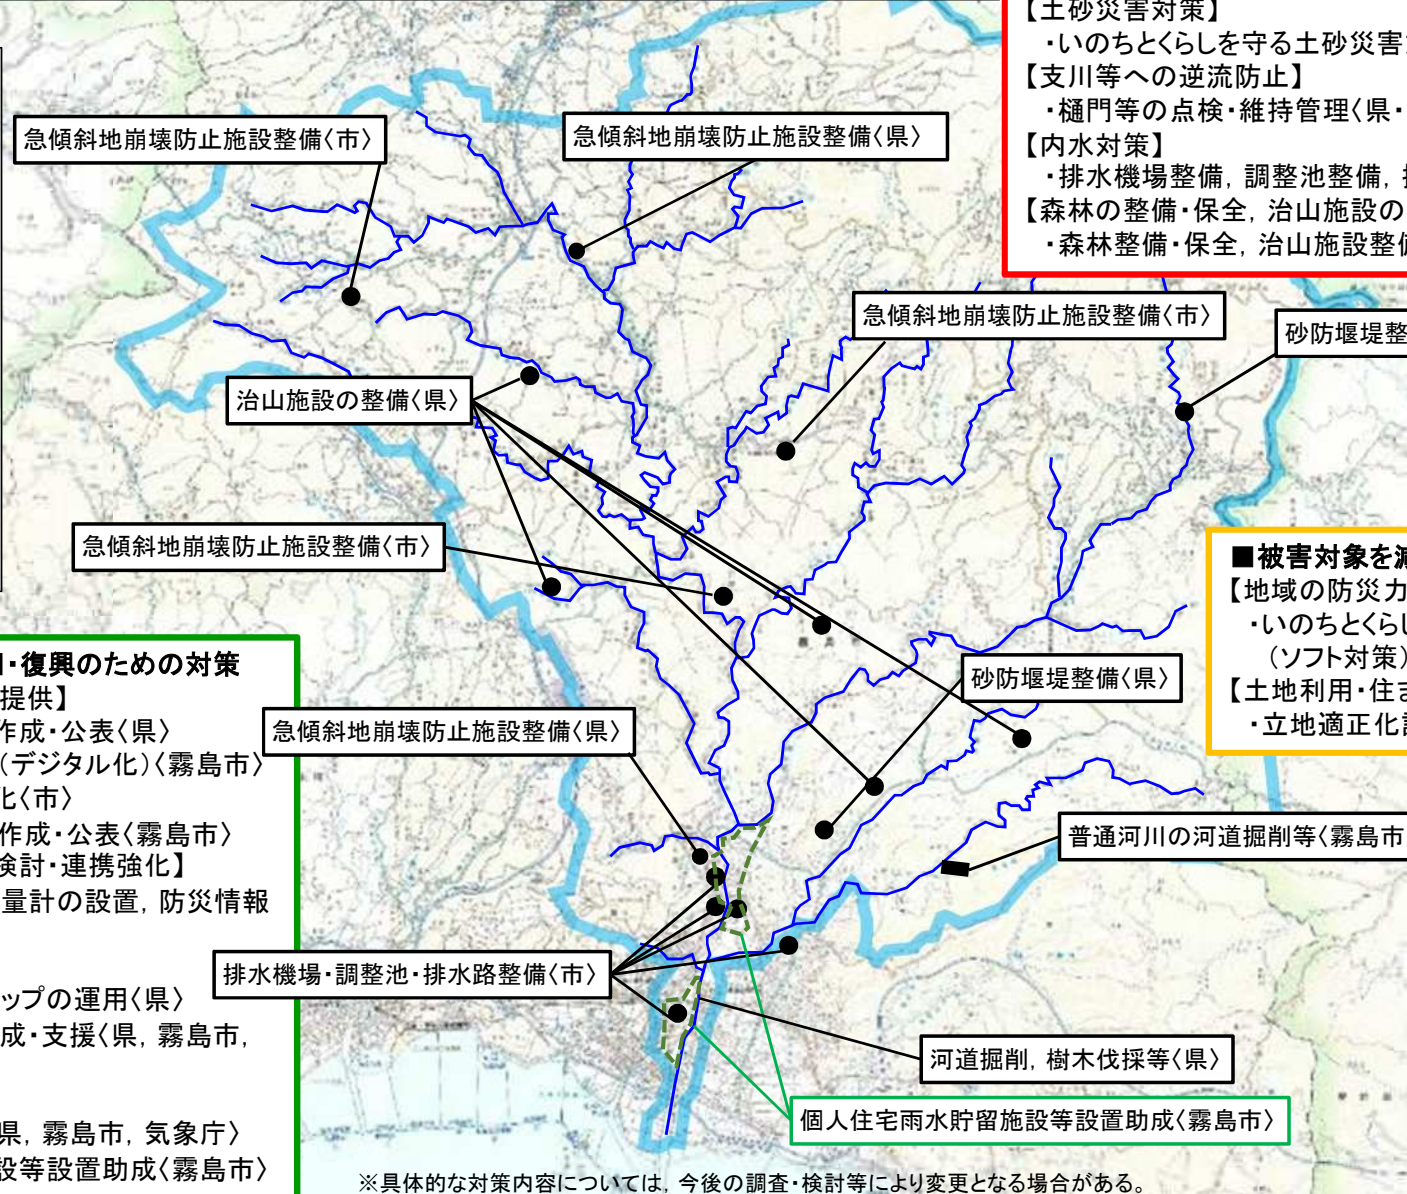 【土砂災害対策】
・いのちとくらしを守る土砂災害
【支川等への逆流防止】
・樋門等の点検・維持管理〈県・
【内水対策】
・排水機場整備, 調整池整備,
【森林の整備・保全, 治山施設の
・森林整備・保全, 治山施設整備
急傾斜地崩壊防止施設整備〈市〉
急傾斜地崩壊防止施設整備〈県〉
急傾斜地崩壊防止施設整備〈市〉
砂防堰堤整
治山施設の整備〈県〉
急傾斜地崩壊防止施設整備〈市〉
■被害対象を減
【地域の防災力
・いのちとくらし
（ソフト対策）
【土地利用・住ま
・立地適正化計
砂防堰堤整備〈県〉
急傾斜地崩壊防止施設整備〈県〉
・復興のための対策
提供】
作成・公表〈県〉
（デジタル化）〈霧島市〉
化〈市〉
作成・公表〈霧島市〉
検討・連携強化】
量計の設置, 防災情報
ップの運用〈県〉
成・支援〈県, 霧島市,
県, 霧島市, 気象庁〉
設等設置助成〈霧島市〉
普通河川の河道掘削等〈霧島市
排水機場・調整池・排水路整備〈市〉
河道掘削, 樹木伐採等〈県〉
個人住宅雨水貯留施設等設置助成〈霧島市〉
※具体的な対策内容については, 今後の調査・検討等により変更となる場合がある。